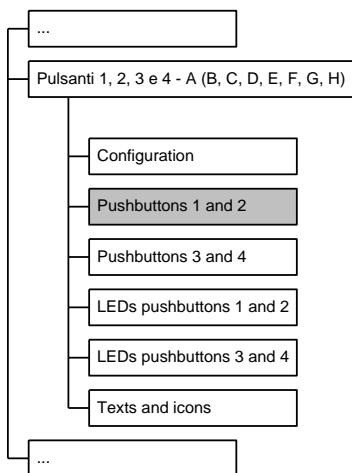 ...
Pulsanti 1, 2, 3 e 4 - A (B, C, D, E, F, G, H)
Configuration
Pushbuttons 1 and 2
Pushbuttons 3 and 4
LEDs pushbuttons 1 and 2
LEDs pushbuttons 3 and 4
Texts and icons
...